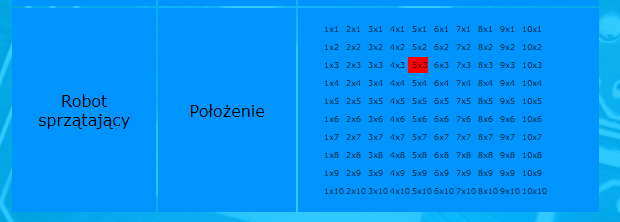 Robot
sprzątający
Położenie
1x1 2x1 3x1 4x1 5x1 6x1 7x1 8x1 9x1 10x1
1x2 2x2 3x2 4x2 5x2 6x2 7x2 8x2 9x2 10x2
1x3 2x3 3x3 4x3 5x3 6x3 7x3 8x3 9x3 10x3
1x4 2x4 3x4 4x4 5x4 6x4 7x4 8x4 9x4 10x4
1x5 2x5 3x5 4x5 5x5 6x5 7x5 8x5 9x5 10x5
1x6 2x6 3x6 4x6 5x6 6x6 7x6 8x6 9x6 10x6
1x7 2x7 3x7 4x7 5x7 6x7 7x7 8x7 9x7 10x7
1x8 2x8 3x8 4x8 5x8 6x8 7x8 8x8 9x8 10x8
1x9 2x9 3x9 4x9 5x9 6x9 7x9 8x9 9x9 10x9
1x10 2x10 3x10 4x10 5x10 6x10 7x10 8x10 9x10 10x10